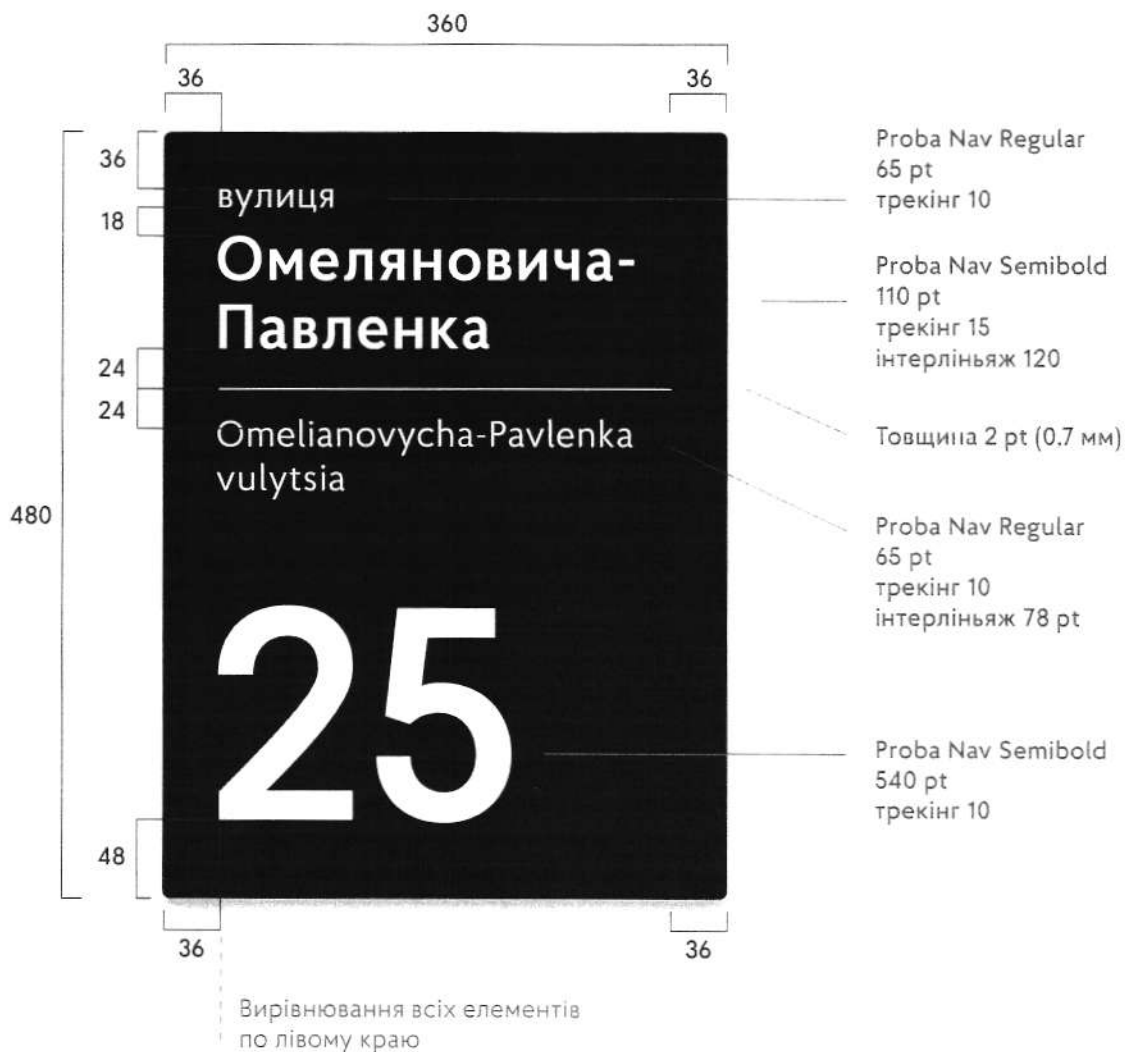 360
36
36
36
18
24
24
480
48
36
36
вулиця
Омеляновича-
Павленка
Omelianovycha-Pavlenka
vulytsia
25
Proba Nav Regular
65 pt
трекінг 10
Proba Nav Semibold
110 pt
трекінг 15
інтерліньяж 120
Товщина 2 pt (0.7 мм)
Proba Nav Regular
65 pt
трекінг 10
інтерліньяж 78 pt
Proba Nav Semibold
540 pt
трекінг 10
Вирівнювання всіх елементів
по лівому краю